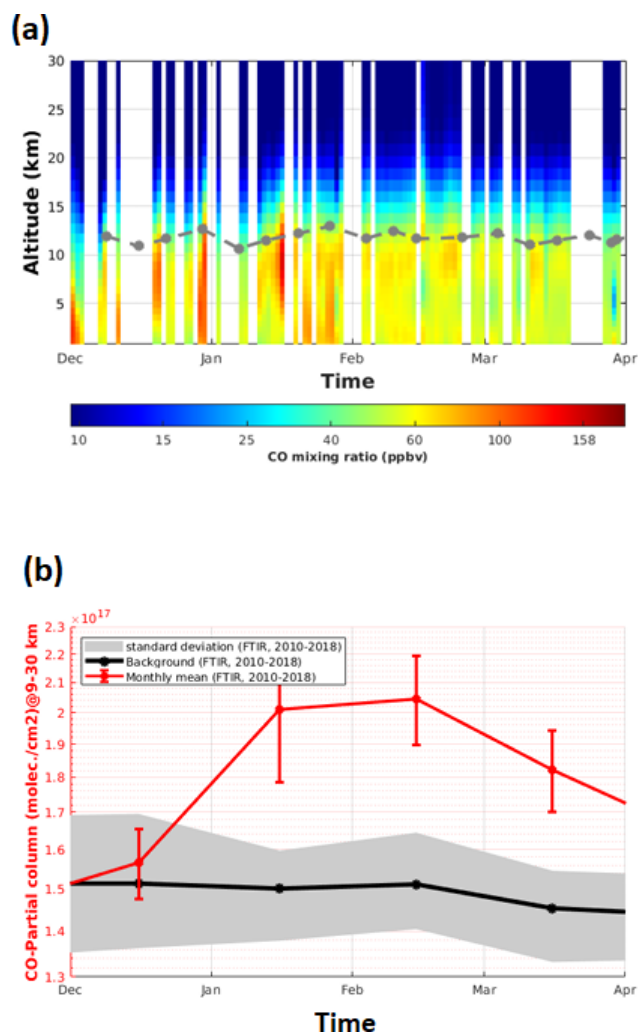 (a)
30
25
20
15
10
5
Altitude (km)
Dec Jan Feb Mar Apr
Time
10 15 25 40 60 100 158
CO mixing ratio (ppbv)
(b)
×10^17
2.3
2.2
2.1
2
1.9
1.8
1.7
1.6
1.5
1.4
1.3
CO-Partial column (molec./cm2)@9-30 km
standard deviation (FTIR, 2010-2018)
Background (FTIR, 2010-2018)
Monthly mean (FTIR, 2010-2018)
Dec Jan Feb Mar Apr
Time